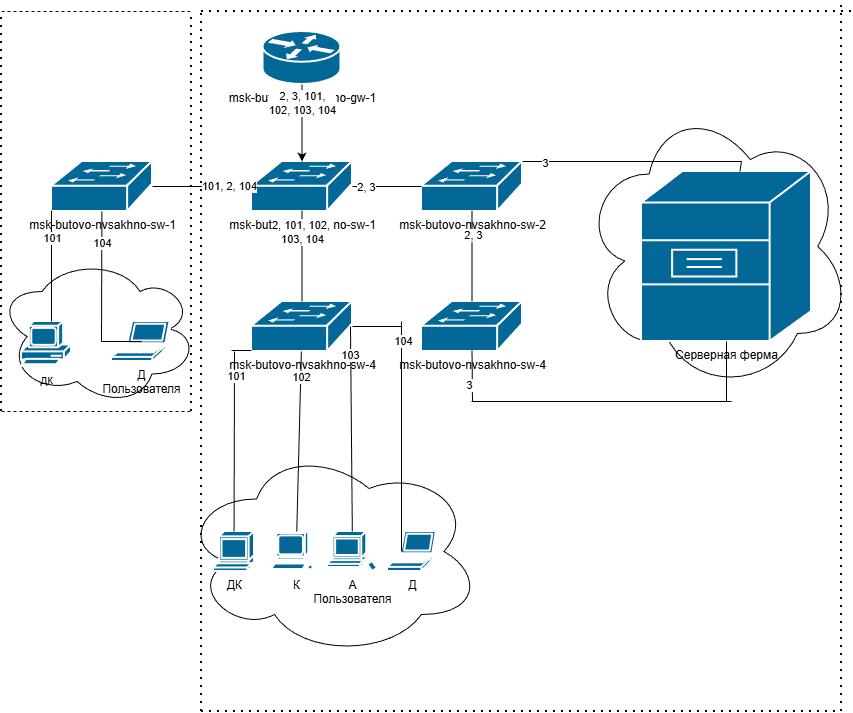 msk-bu 2, 3, 101, no-gw-1
102, 103, 104
3
101, 2, 104
2, 3
msk-butovo-nvsakhno-sw-1
msk-but2, 101, 102, no-sw-1
103, 104
msk-butovo-nvsakhno-sw-2
2, 3
101
104
103
104
msk-butovo-nvsakhno-sw-4
msk-butovo-nvsakhno-sw-4
101
102
3
Серверная ферма
дк
Д
Пользователя
ДК
К
А
Д
Пользователя